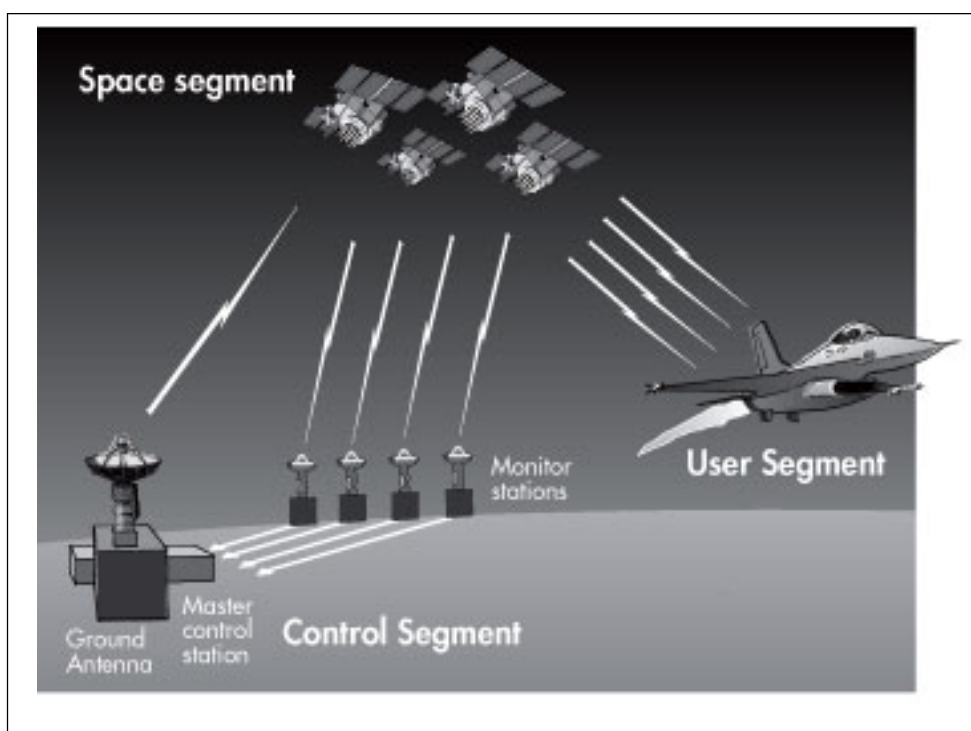 Space segment
User Segment
Monitor
stations
Master
control
station
Control Segment
Ground
Antenna